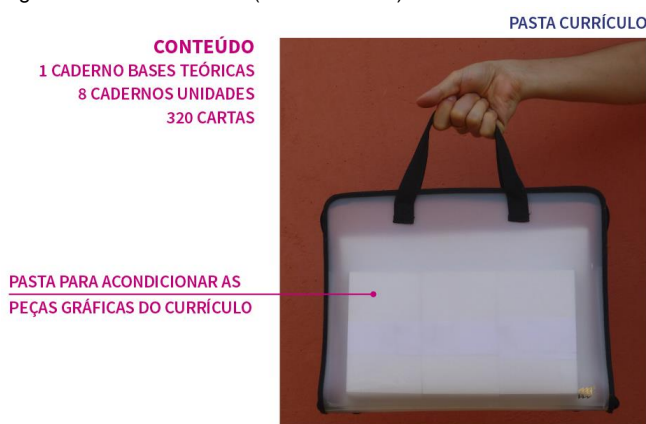 PASTA CURRÍCULO
CONTEÚDO
1 CADERNO BASES TEÓRICAS
8 CADERNOS UNIDADES
320 CARTAS
PASTA PARA ACONDICIONAR AS
PEÇAS GRÁFICAS DO CURRÍCULO